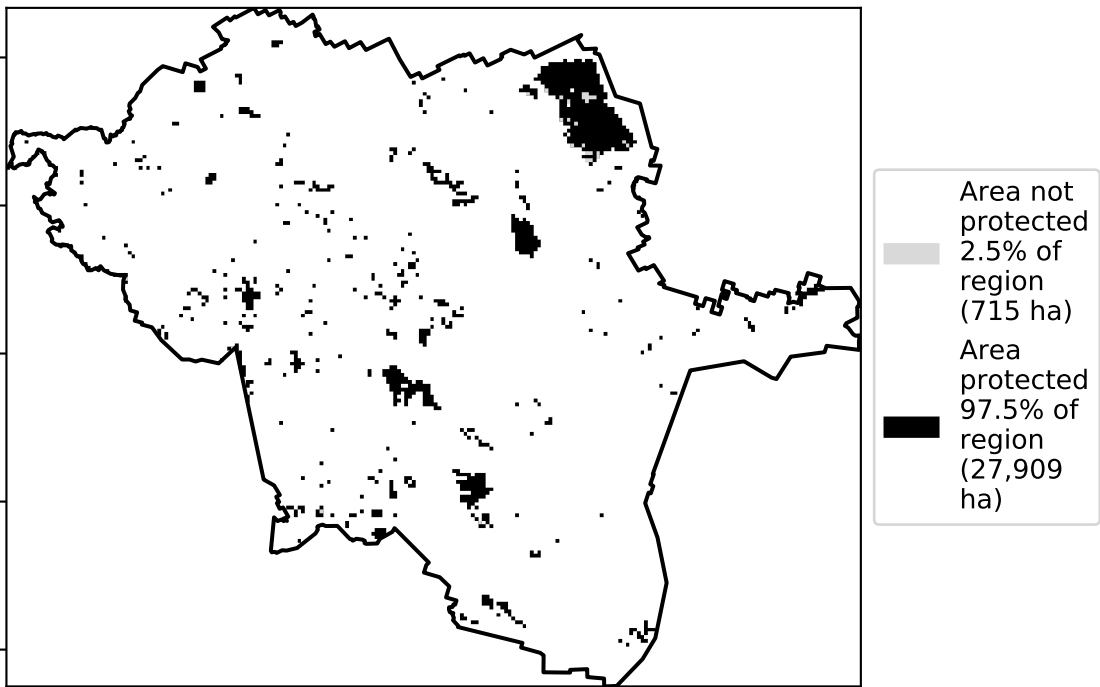 Area not
protected
2.5% of
region
(715 ha)
Area
protected
97.5% of
region
(27,909
ha)